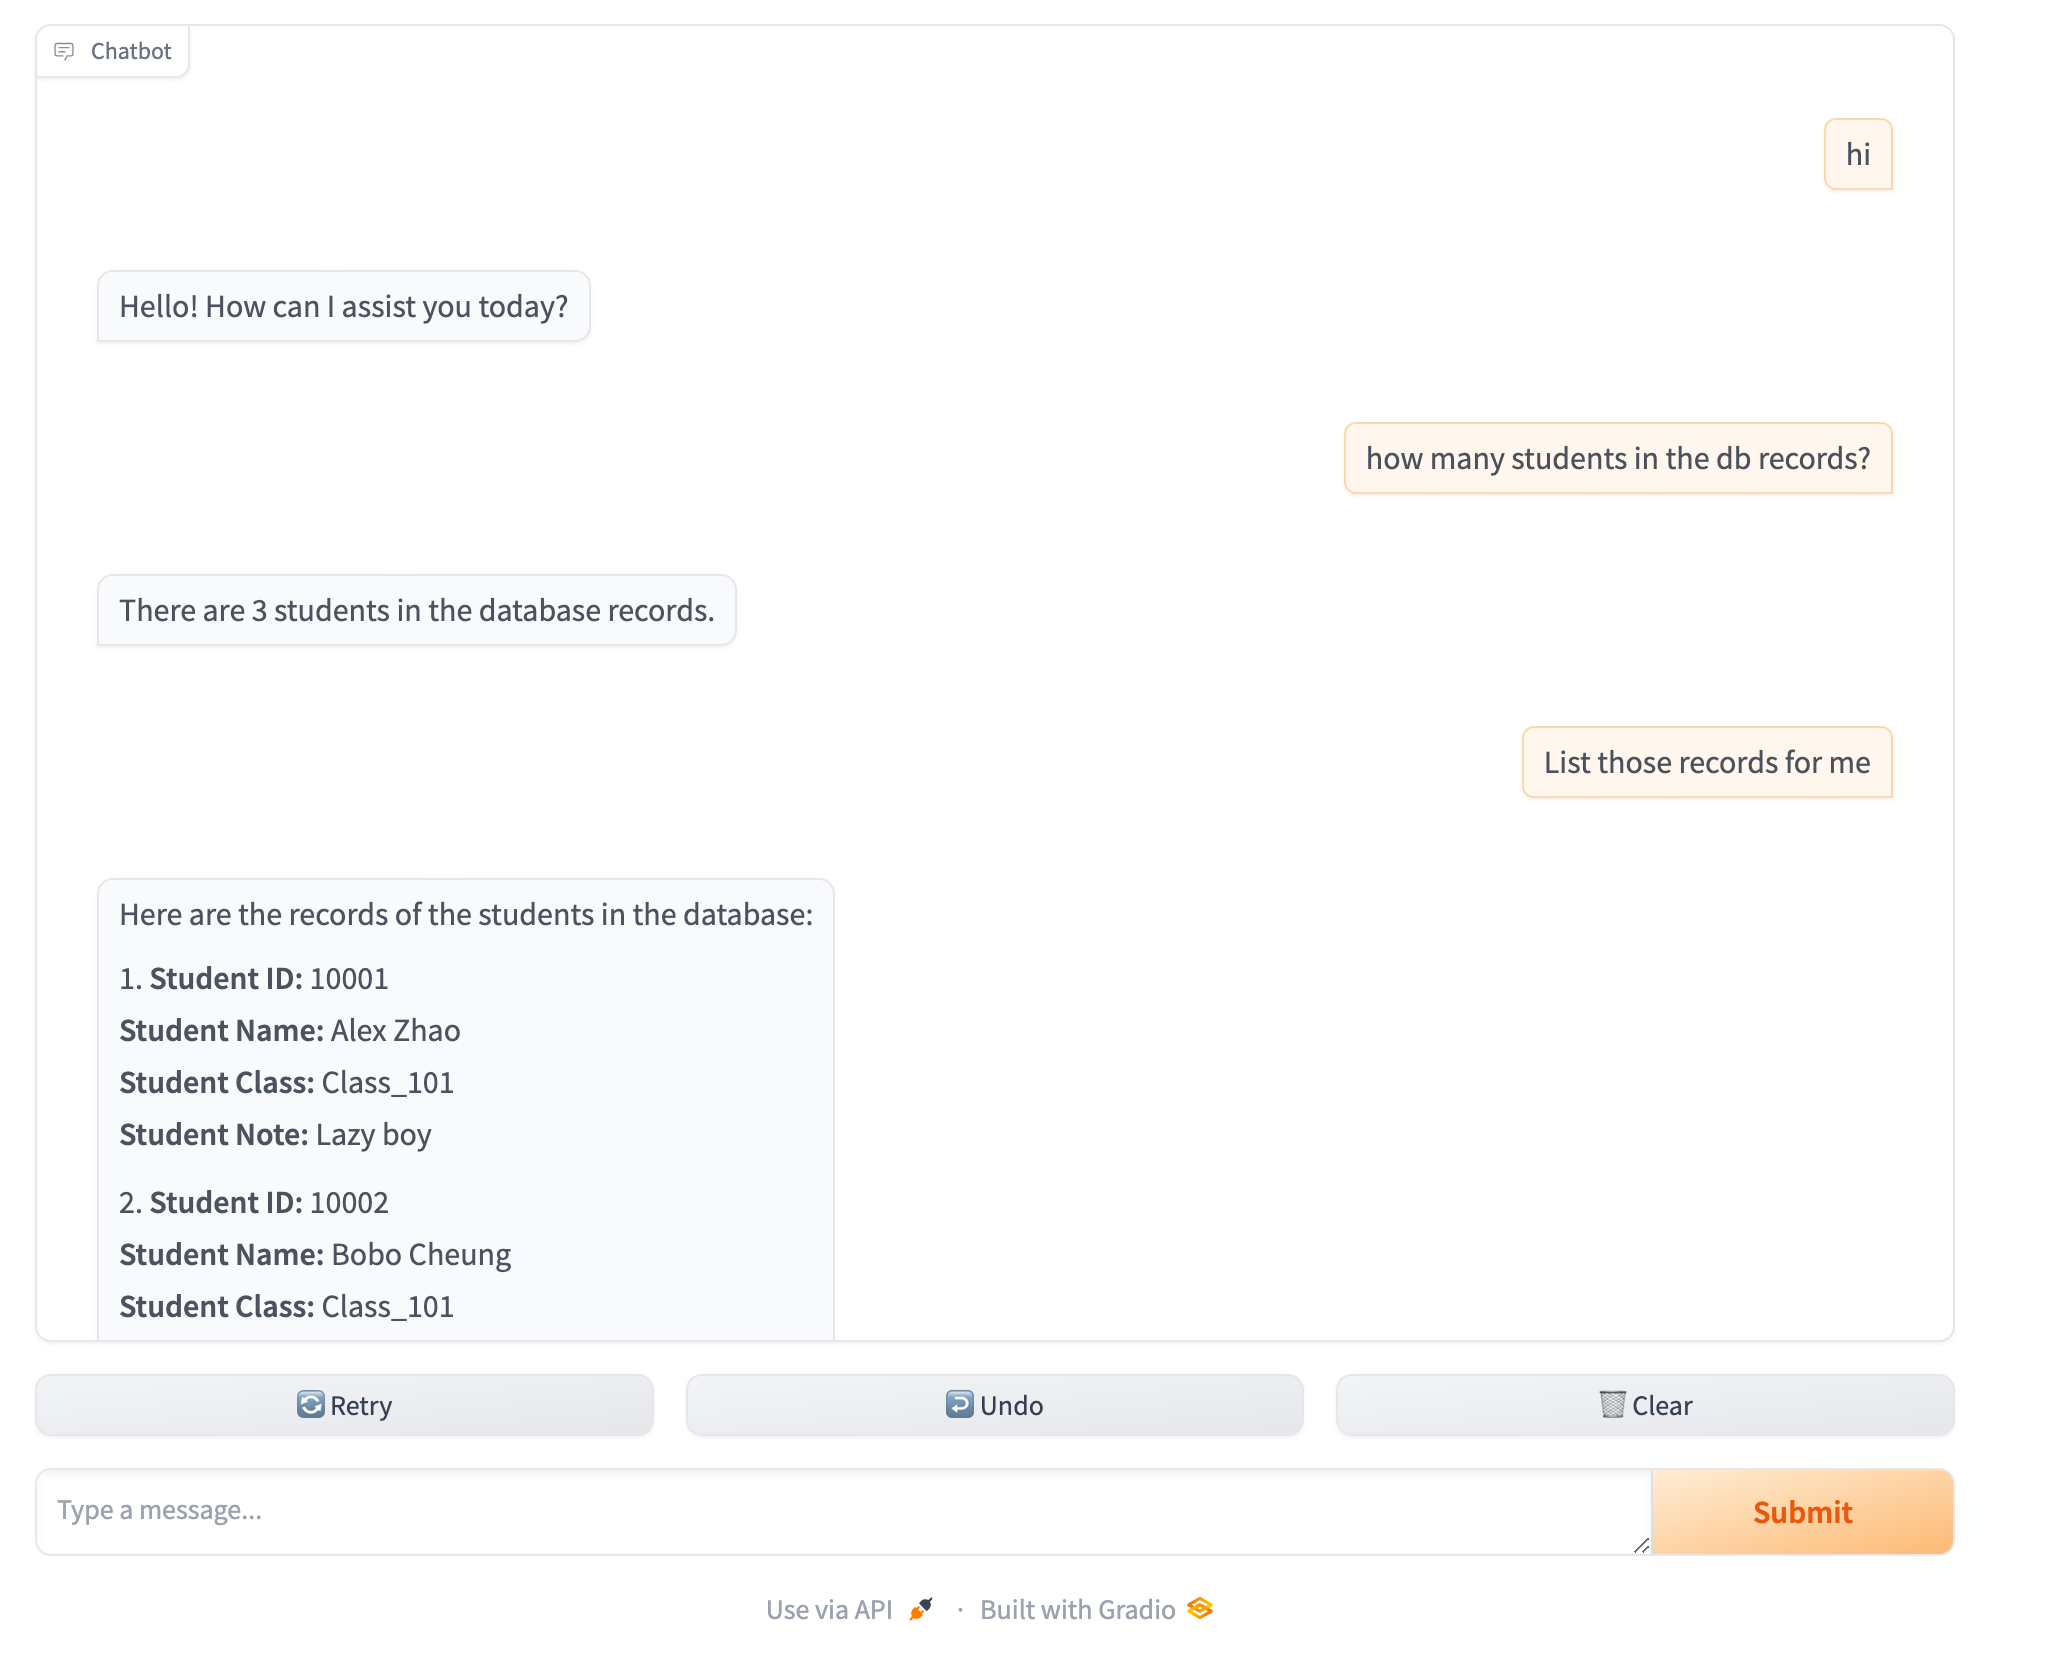 Chatbot
hi
Hello! How can I assist you today?
how many students in the db records?
There are 3 students in the database records.
List those records for me
Here are the records of the students in the database:
1. Student ID: 10001
Student Name: Alex Zhao
Student Class: Class_101
Student Note: Lazy boy
2. Student ID: 10002
Student Name: Bobo Cheung
Student Class: Class_101
Retry
Undo
Clear
Type a message...
Submit
Use via API · Built with Gradio